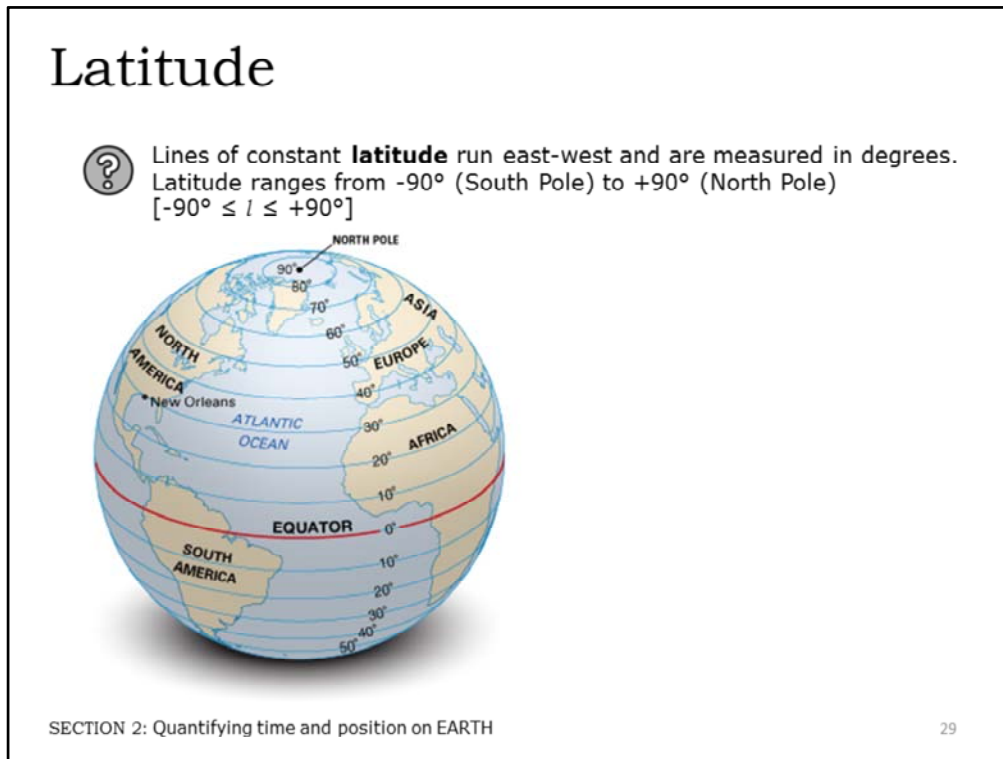 Latitude
Lines of constant latitude run east-west and are measured in degrees.
Latitude ranges from -90° (South Pole) to +90° (North Pole)
[-90° ≤ l ≤ +90°]
NORTH POLE
90°
80°
70°
60°
50°
40°
30°
20°
10°
0°
10°
20°
30°
40°
50°
ASIA
EUROPE
NORTH
AMERICA
New Orleans
ATLANTIC
OCEAN
AFRICA
EQUATOR
SOUTH
AMERICA
SECTION 2: Quantifying time and position on EARTH
29